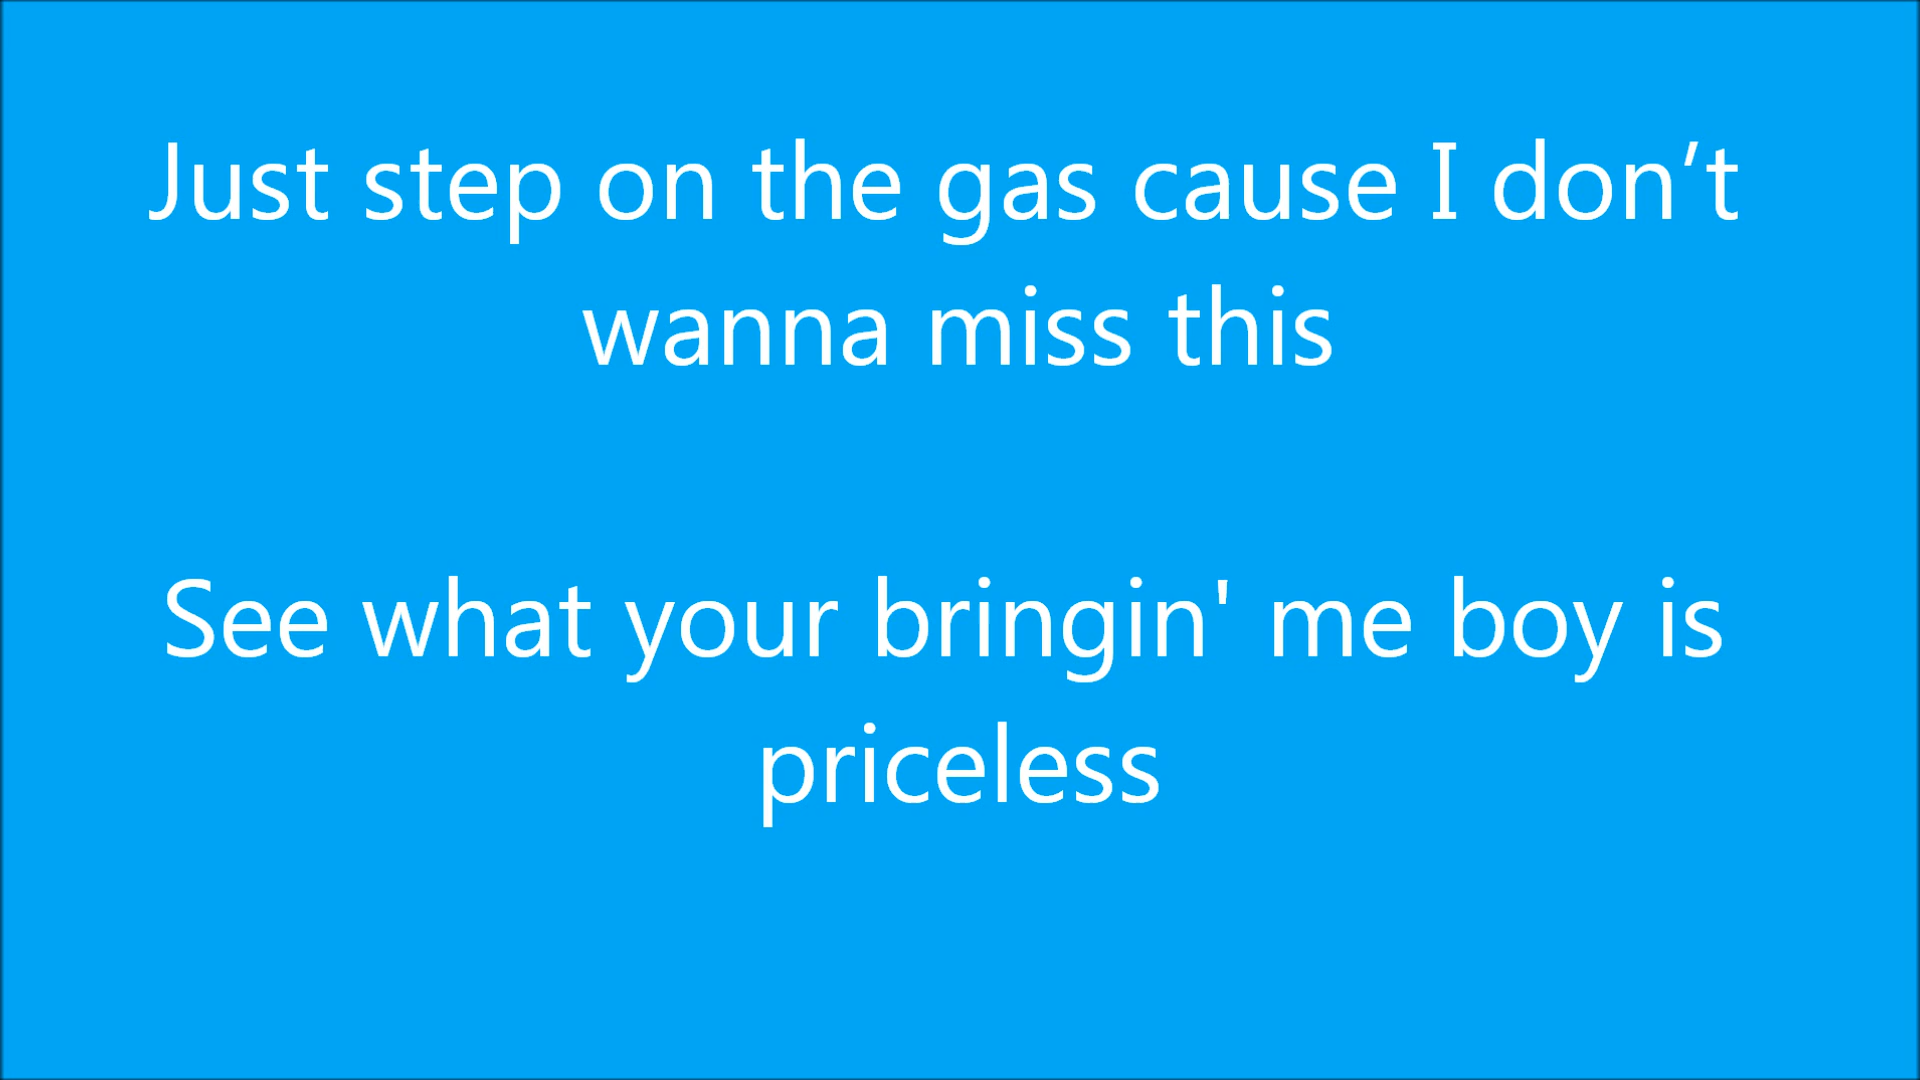 Just step on the gas cause I don’t
wanna miss this
See what your bringin' me boy is
priceless